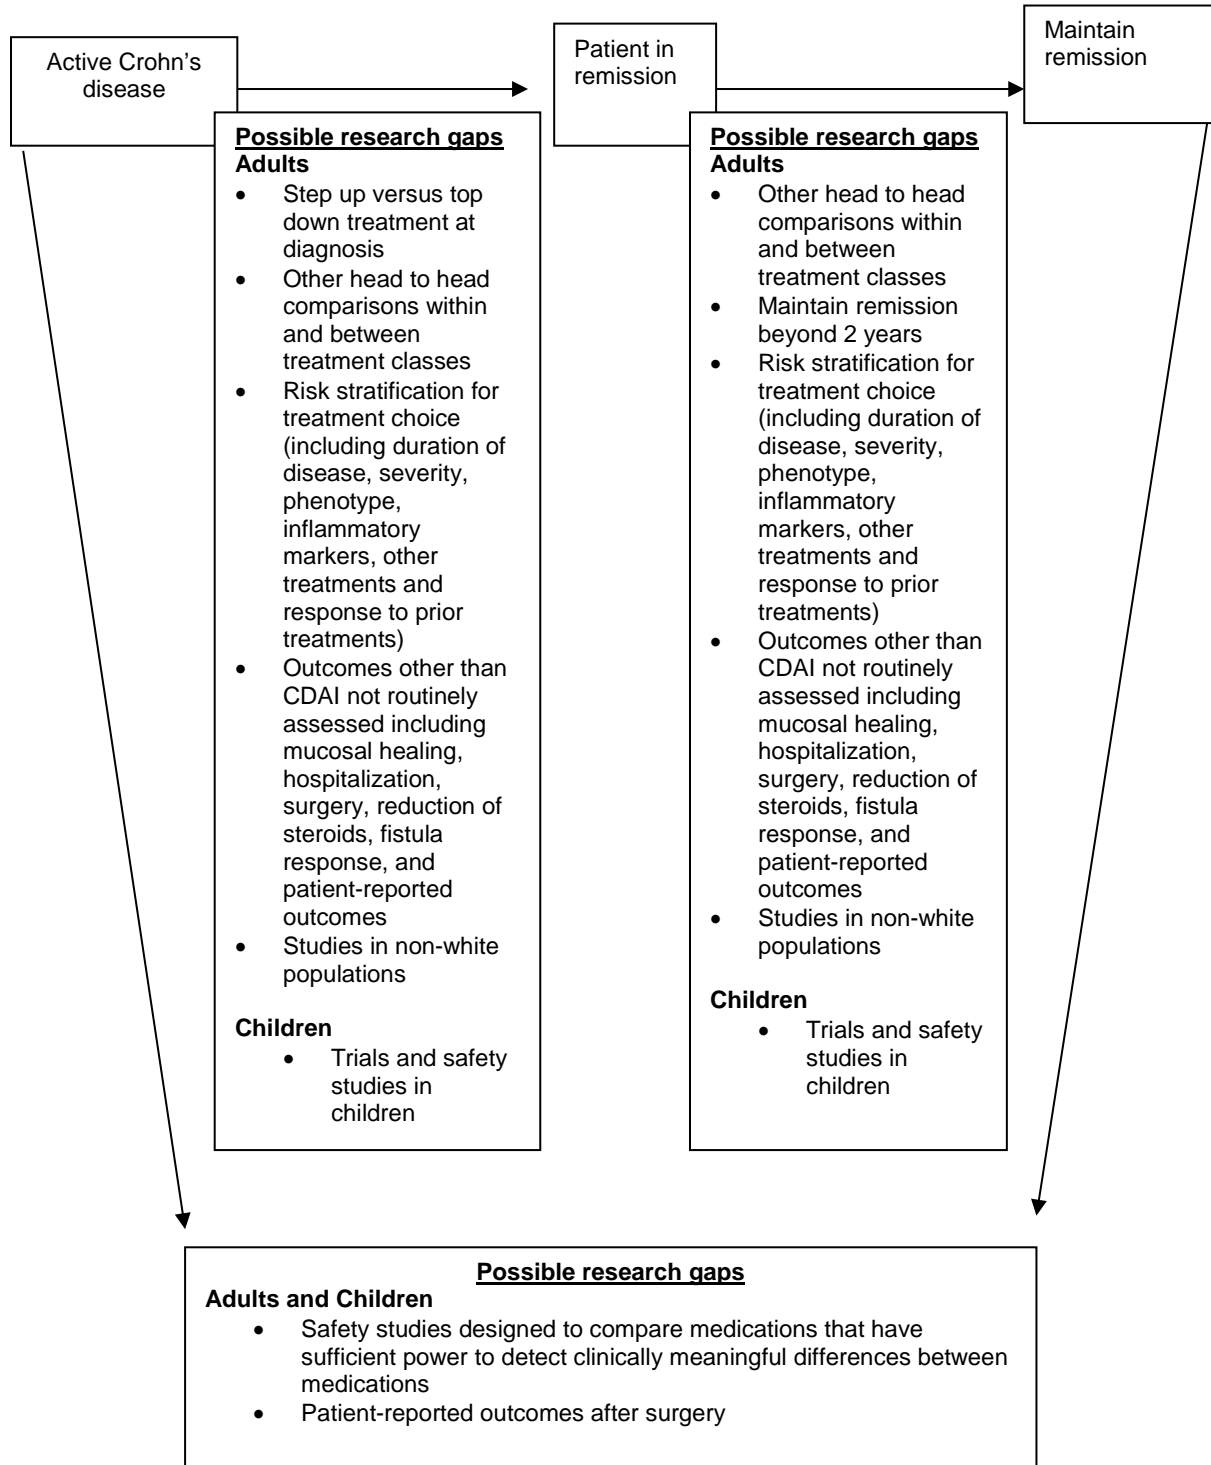 Active Crohn's
disease
Patient in
remission
Maintain
remission
Possible research gaps
Adults
• Step up versus top
down treatment at
diagnosis
• Other head to head
comparisons within
and between
treatment classes
• Risk stratification for
treatment choice
(including duration of
disease, severity,
phenotype,
inflammatory
markers, other
treatments and
response to prior
treatments)
• Outcomes other than
CDAI not routinely
assessed including
mucosal healing,
hospitalization,
surgery, reduction of
steroids, fistula
response, and
patient-reported
outcomes
• Studies in non-white
populations
Children
• Trials and safety
studies in
children
Possible research gaps
Adults
• Other head to head
comparisons within
and between
treatment classes
• Maintain remission
beyond 2 years
• Risk stratification for
treatment choice
(including duration of
disease, severity,
phenotype,
inflammatory
markers, other
treatments and
response to prior
treatments)
• Outcomes other than
CDAI not routinely
assessed including
mucosal healing,
hospitalization,
surgery, reduction of
steroids, fistula
response, and
patient-reported
outcomes
• Studies in non-white
populations
Children
• Trials and safety
studies in
children
Possible research gaps
Adults and Children
• Safety studies designed to compare medications that have
sufficient power to detect clinically meaningful differences between
medications
• Patient-reported outcomes after surgery